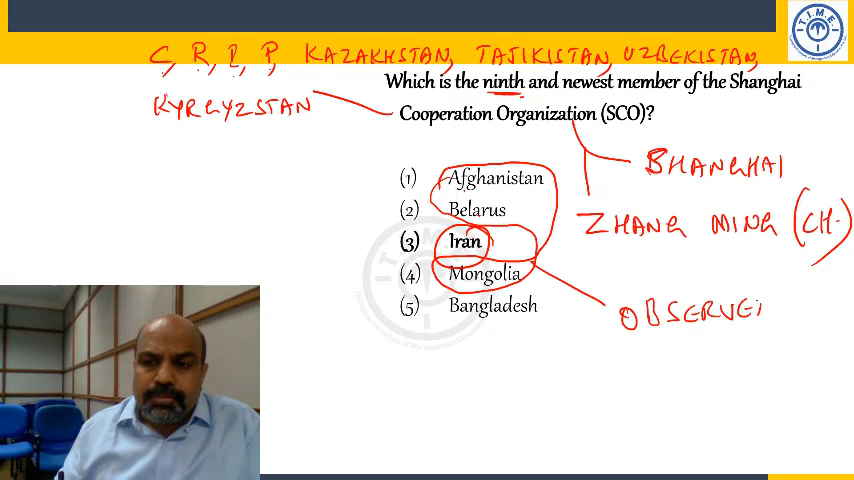 T.I.M.E.
C, R, I, P, KAZAKHSTAN, TAJIKISTAN, UZBEKISTAN,
Which is the ninth and newest member of the Shanghai
KYRGYZSTAN
Cooperation Organization (SCO)?
SHANGHAI
(1) Afghanistan
(2) Belarus
ZHANG MING (CH.)
(3) Iran
(4) Mongolia
(5) Bangladesh
OBSERVER